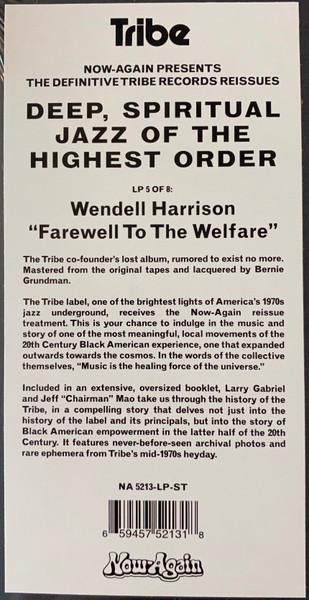 Tribe
NOW-AGAIN PRESENTS
THE DEFINITIVE TRIBE RECORDS REISSUES
DEEP, SPIRITUAL
JAZZ OF THE
HIGHEST ORDER
LP 5 OF 8:
Wendell Harrison
“Farewell To The Welfare”
The Tribe co-founder’s lost album, rumored to exist no more.
Mastered from the original tapes and lacquered by Bernie
Grundman.
The Tribe label, one of the brightest lights of America’s 1970s
jazz underground, receives the Now-Again reissue
treatment. This is your chance to indulge in the music and
story of one of the most meaningful, local movements of the
20th Century Black American experience, one that expanded
outwards towards the cosmos. In the words of the collective
themselves, “Music is the healing force of the universe.”
Included in an extensive, oversized booklet, Larry Gabriel
and Jeff “Chairman” Mao take us through the history of the
Tribe, in a compelling story that delves not just into the
history of the label and its principals, but into the story of
Black American empowerment in the latter half of the 20th
Century. It features never-before-seen archival photos and
rare ephemera from Tribe’s mid-1970s heyday.
NA 5213-LP-ST
6 59457 52131 8
Now-Again